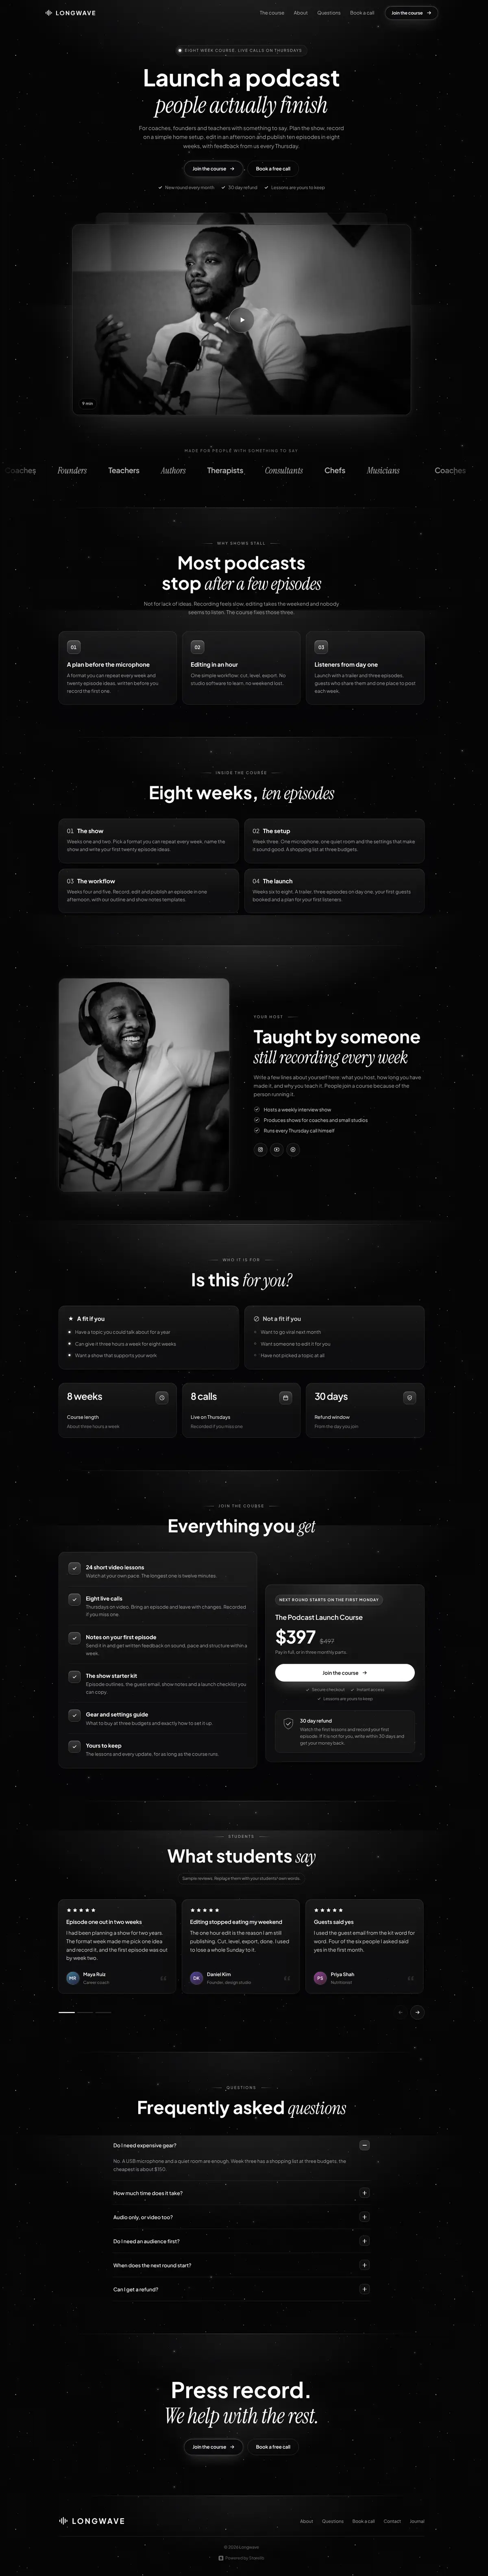 LONGWAVE
The course
About
Questions
Book a call
Join the course
EIGHT WEEK COURSE, LIVE CALLS ON THURSDAYS
Launch a podcast
people actually finish
For coaches, founders and teachers with something to say. Plan the show, record
on a simple home setup, edit in an afternoon and publish ten episodes in eight
weeks, with feedback from us every Thursday.
Join the course
Book a free call
New round every month
30 day refund
Lessons are yours to keep
9 min
MADE FOR PEOPLE WITH SOMETHING TO SAY
Coaches Founders Teachers Authors Therapists Consultants Chefs Musicians Coaches
WHY SHOWS STALL
Most podcasts
stop after a few episodes
Not for lack of ideas. Recording feels slow, editing takes the weekend and nobody
seems to listen. The course fixes those three.
01
A plan before the microphone
A format you can repeat every week and
twenty episode ideas, written before you
record the first one.
02
Editing in an hour
One simple workflow: cut, level, export. No
studio software to learn, no weekend lost.
03
Listeners from day one
Launch with a trailer and three episodes,
guests who share them and one place to post
each week.
INSIDE THE COURSE
Eight weeks, ten episodes
01 The show
Weeks one and two. Pick a format you can repeat every week, name the
show and write your first twenty episode ideas.
02 The setup
Week three. One microphone, one quiet room and the settings that make
it sound good. A shopping list at three budgets.
03 The workflow
Weeks four and five. Record, edit and publish an episode in one
afternoon, with our outline and show notes templates.
04 The launch
Weeks six to eight. A trailer, three episodes on day one, your first guests
booked and a plan for your first listeners.
YOUR HOST
Taught by someone
still recording every week
Write a few lines about yourself here: what you host, how long you have
made it, and why you teach it. People join a course because of the
person running it.
Hosts a weekly interview show
Produces shows for coaches and small studios
Runs every Thursday call himself
WHO IT IS FOR
Is this for you?
A fit if you
Have a topic you could talk about for a year
Can give it three hours a week for eight weeks
Want a show that supports your work
Not a fit if you
Want to go viral next month
Want someone to edit it for you
Have not picked a topic at all
8 weeks
Course length
About three hours a week
8 calls
Live on Thursdays
Recorded if you miss one
30 days
Refund window
From the day you join
JOIN THE COURSE
Everything you get
24 short video lessons
Watch at your own pace. The longest one is twelve minutes.
Eight live calls
Thursdays on video. Bring an episode and leave with changes. Recorded
if you miss one.
Notes on your first episode
Send it in and get written feedback on sound, pace and structure within a
week.
The show starter kit
Episode outlines, the guest email, show notes and a launch checklist you
can copy.
Gear and settings guide
What to buy at three budgets and exactly how to set it up.
Yours to keep
The lessons and every update, for as long as the course runs.
NEXT ROUND STARTS ON THE FIRST MONDAY
The Podcast Launch Course
$397 $497
Pay in full, or in three monthly parts.
Join the course
Secure checkout
Instant access
Lessons are yours to keep
30 day refund
Watch the first lessons and record your first
episode. If it is not for you, write within 30 days and
get your money back.
STUDENTS
What students say
Sample reviews. Replace them with your students' own words.
Episode one out in two weeks
I had been planning a show for two years.
The format week made me pick one idea
and record it, and the first episode was out
by week two.
MR
Maya Ruiz
Career coach
Editing stopped eating my weekend
The one hour edit is the reason I am still
publishing. Cut, level, export, done. I used
to lose a whole Sunday to it.
DK
Daniel Kim
Founder, design studio
Guests said yes
I used the guest email from the kit word for
word. Four of the six people I asked said
yes in the first month.
PS
Priya Shah
Nutritionist
QUESTIONS
Frequently asked questions
Do I need expensive gear?
No. A USB microphone and a quiet room are enough. Week three has a shopping list at three budgets, the
cheapest is about $150.
How much time does it take?
Audio only, or video too?
Do I need an audience first?
When does the next round start?
Can I get a refund?
Press record.
We help with the rest.
Join the course
Book a free call
LONGWAVE
About
Questions
Book a call
Contact
Journal
© 2026 Longwave